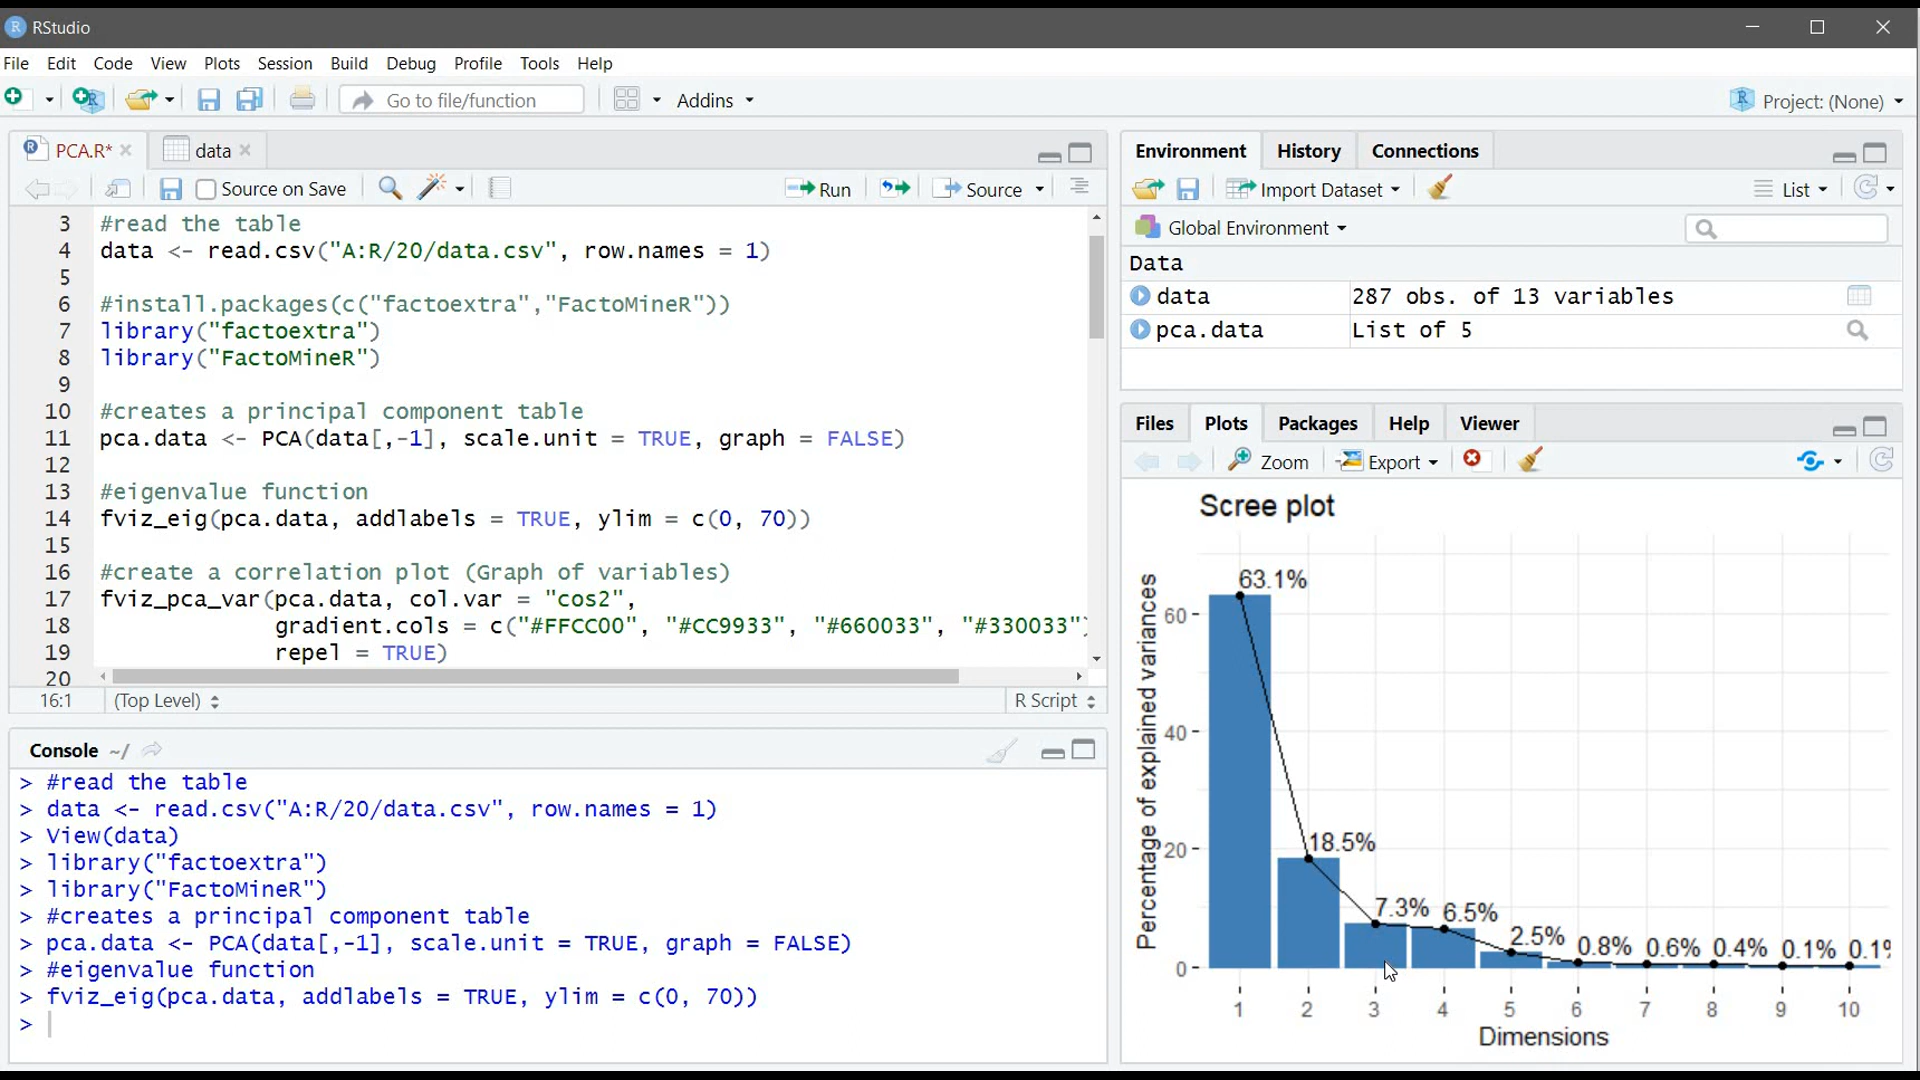 RStudio
File Edit Code View Plots Session Build Debug Profile Tools Help
Go to file/function Addins Project: (None)
PCA.R* data
Source on Save Run Source
3 #read the table
4 data <- read.csv("A:R/20/data.csv", row.names = 1)
5
6 #install.packages(c("factoextra","FactoMineR"))
7 library("factoextra")
8 library("FactoMineR")
9
10 #creates a principal component table
11 pca.data <- PCA(data[,-1], scale.unit = TRUE, graph = FALSE)
12
13 #eigenvalue function
14 fviz_eig(pca.data, addlabels = TRUE, ylim = c(0, 70))
15
16 #create a correlation plot (Graph of variables)
17 fviz_pca_var(pca.data, col.var = "cos2",
18 gradient.cols = c("#FFCC00", "#CC9933", "#660033", "#330033")
19 repel = TRUE)
20
16:1 (Top Level) R Script
Console ~/
> #read the table
> data <- read.csv("A:R/20/data.csv", row.names = 1)
> View(data)
> library("factoextra")
> library("FactoMineR")
> #creates a principal component table
> pca.data <- PCA(data[,-1], scale.unit = TRUE, graph = FALSE)
> #eigenvalue function
> fviz_eig(pca.data, addlabels = TRUE, ylim = c(0, 70))
>
Environment History Connections
Import Dataset List
Global Environment
Data
data 287 obs. of 13 variables
pca.data List of 5
Files Plots Packages Help Viewer
Zoom Export
Scree plot
Percentage of explained variances
60
40
20
0
63.1%
18.5%
7.3% 6.5%
2.5% 0.8% 0.6% 0.4% 0.1% 0.1%
1 2 3 4 5 6 7 8 9 10
Dimensions